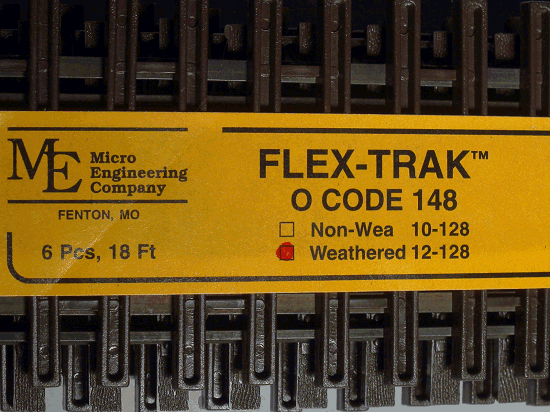 ME Micro
Engineering
Company
FENTON, MO
6 Pcs, 18 Ft
FLEX-TRAK™
O CODE 148
Non-Wea 10-128
Weathered 12-128